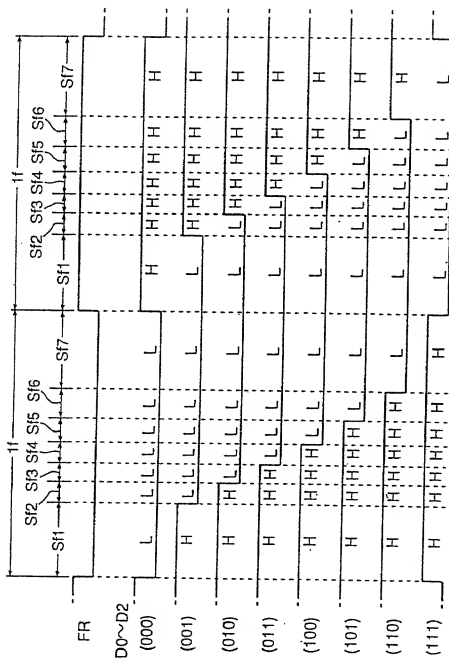 1f 1f
Sf1 Sf2 Sf3 Sf4 Sf5 Sf6 Sf7 Sf1 Sf2 Sf3 Sf4 Sf5 Sf6 Sf7
FR
D0~D2
(000) L L L L L L L H H H H H H H
(001) H L L L L L L L H H H H H H
(010) H H L L L L L L L H H H H H
(011) H H H L L L L L L L H H H H
(100) H H H H L L L L L L L H H H
(101) H H H H H L L L L L L L H H
(110) H H H H H H L L L L L L L H
(111) H H H H H H H L L L L L L L